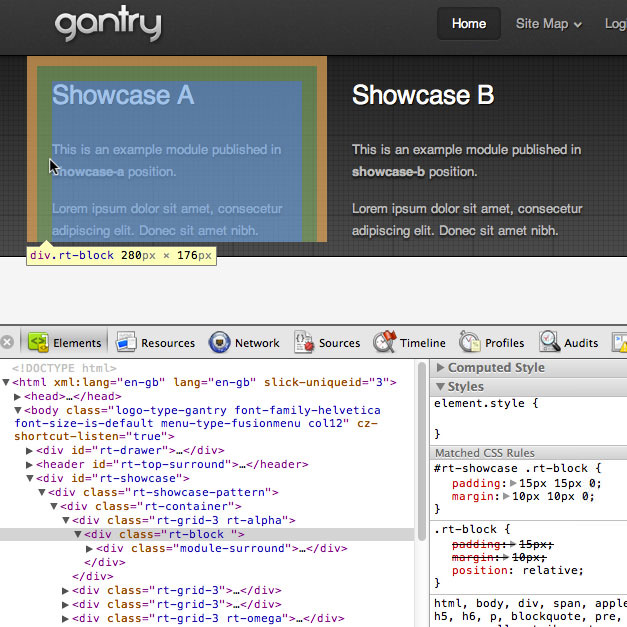 gantry
Home
Site Map
Log
Showcase A
Showcase B
This is an example module published in
showcase-a position.
This is an example module published in
showcase-b position.
Lorem ipsum dolor sit amet, consectetur
adipiscing elit. Donec sit amet nibh.
Lorem ipsum dolor sit amet, consectetur
adipiscing elit. Donec sit amet nibh.
div.rt-block 280px × 176px
Elements
Resources
Network
Sources
Timeline
Profiles
Audits
<!DOCTYPE html>
▼<html xml:lang="en-gb" lang="en-gb" slick-uniqueid="3">
▶<head>…</head>
▼<body class="logo-type-gantry font-family-helvetica
font-size-is-default menu-type-fusionmenu col12" cz-
shortcut-listen="true">
▶<div id="rt-drawer">…</div>
▶<header id="rt-top-surround">…</header>
▼<div id="rt-showcase">
▼<div class="rt-showcase-pattern">
▼<div class="rt-container">
▼<div class="rt-grid-3 rt-alpha">
▼<div class="rt-block ">
▶<div class="module-surround">…</div>
</div>
</div>
▶<div class="rt-grid-3">…</div>
▶<div class="rt-grid-3">…</div>
▶<div class="rt-grid-3 rt-omega">…</div>
▶ Computed Style
▼ Styles
element.style {
}
Matched CSS Rules
#rt-showcase .rt-block {
padding:▶15px 15px 0;
margin:▶10px 10px 0;
}
.rt-block {
padding:▶15px;
margin:▶10px;
position: relative;
}
html, body, div, span, apple
h5, h6, p, blockquote, pre,